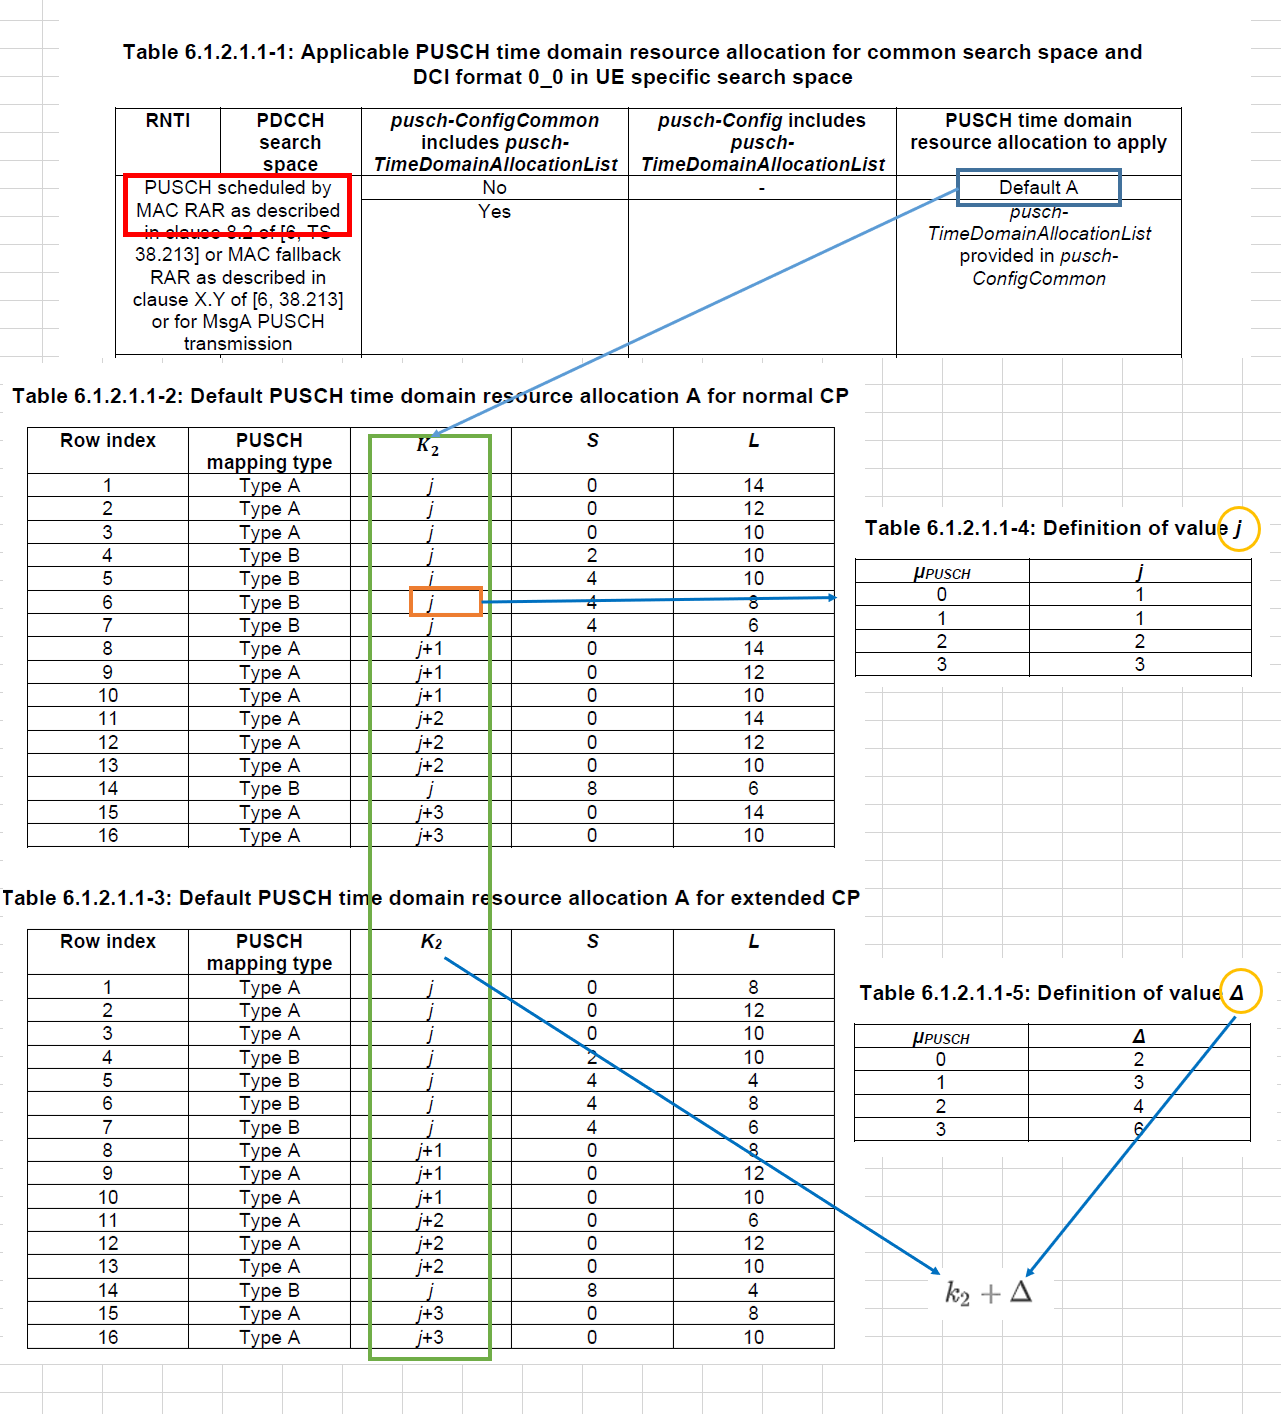 Table 6.1.2.1.1-1: Applicable PUSCH time domain resource allocation for common search space and
DCI format 0_0 in UE specific search space
RNTI PDCCH search space pusch-ConfigCommon includes pusch-TimeDomainAllocationList pusch-Config includes pusch-TimeDomainAllocationList PUSCH time domain resource allocation to apply
PUSCH scheduled by
MAC RAR as described
in clause 8.2 of [6, TS
38.213] or MAC fallback
RAR as described in
clause X.Y of [6, 38.213]
or for MsgA PUSCH
transmission
No - Default A
Yes
pusch-
TimeDomainAllocationList
provided in pusch-
ConfigCommon
Table 6.1.2.1.1-2: Default PUSCH time domain resource allocation A for normal CP
Row index PUSCH mapping type K2 S L
1 Type A j 0 14
2 Type A j 0 12
3 Type A j 0 10
4 Type B j 2 10
5 Type B j 4 10
6 Type B j 4 8
7 Type B j 4 6
8 Type A j+1 0 14
9 Type A j+1 0 12
10 Type A j+1 0 10
11 Type A j+2 0 14
12 Type A j+2 0 12
13 Type A j+2 0 10
14 Type B j 8 6
15 Type A j+3 0 14
16 Type A j+3 0 10
Table 6.1.2.1.1-4: Definition of value j
μPUSCH j
0 1
1 1
2 2
3 3
Table 6.1.2.1.1-3: Default PUSCH time domain resource allocation A for extended CP
Row index PUSCH mapping type K2 S L
1 Type A j 0 8
2 Type A j 0 12
3 Type A j 0 10
4 Type B j 2 10
5 Type B j 4 4
6 Type B j 4 8
7 Type B j 4 6
8 Type A j+1 0 8
9 Type A j+1 0 12
10 Type A j+1 0 10
11 Type A j+2 0 6
12 Type A j+2 0 12
13 Type A j+2 0 10
14 Type B j 8 4
15 Type A j+3 0 8
16 Type A j+3 0 10
Table 6.1.2.1.1-5: Definition of value Δ
μPUSCH Δ
0 2
1 3
2 4
3 6
k2 + Δ